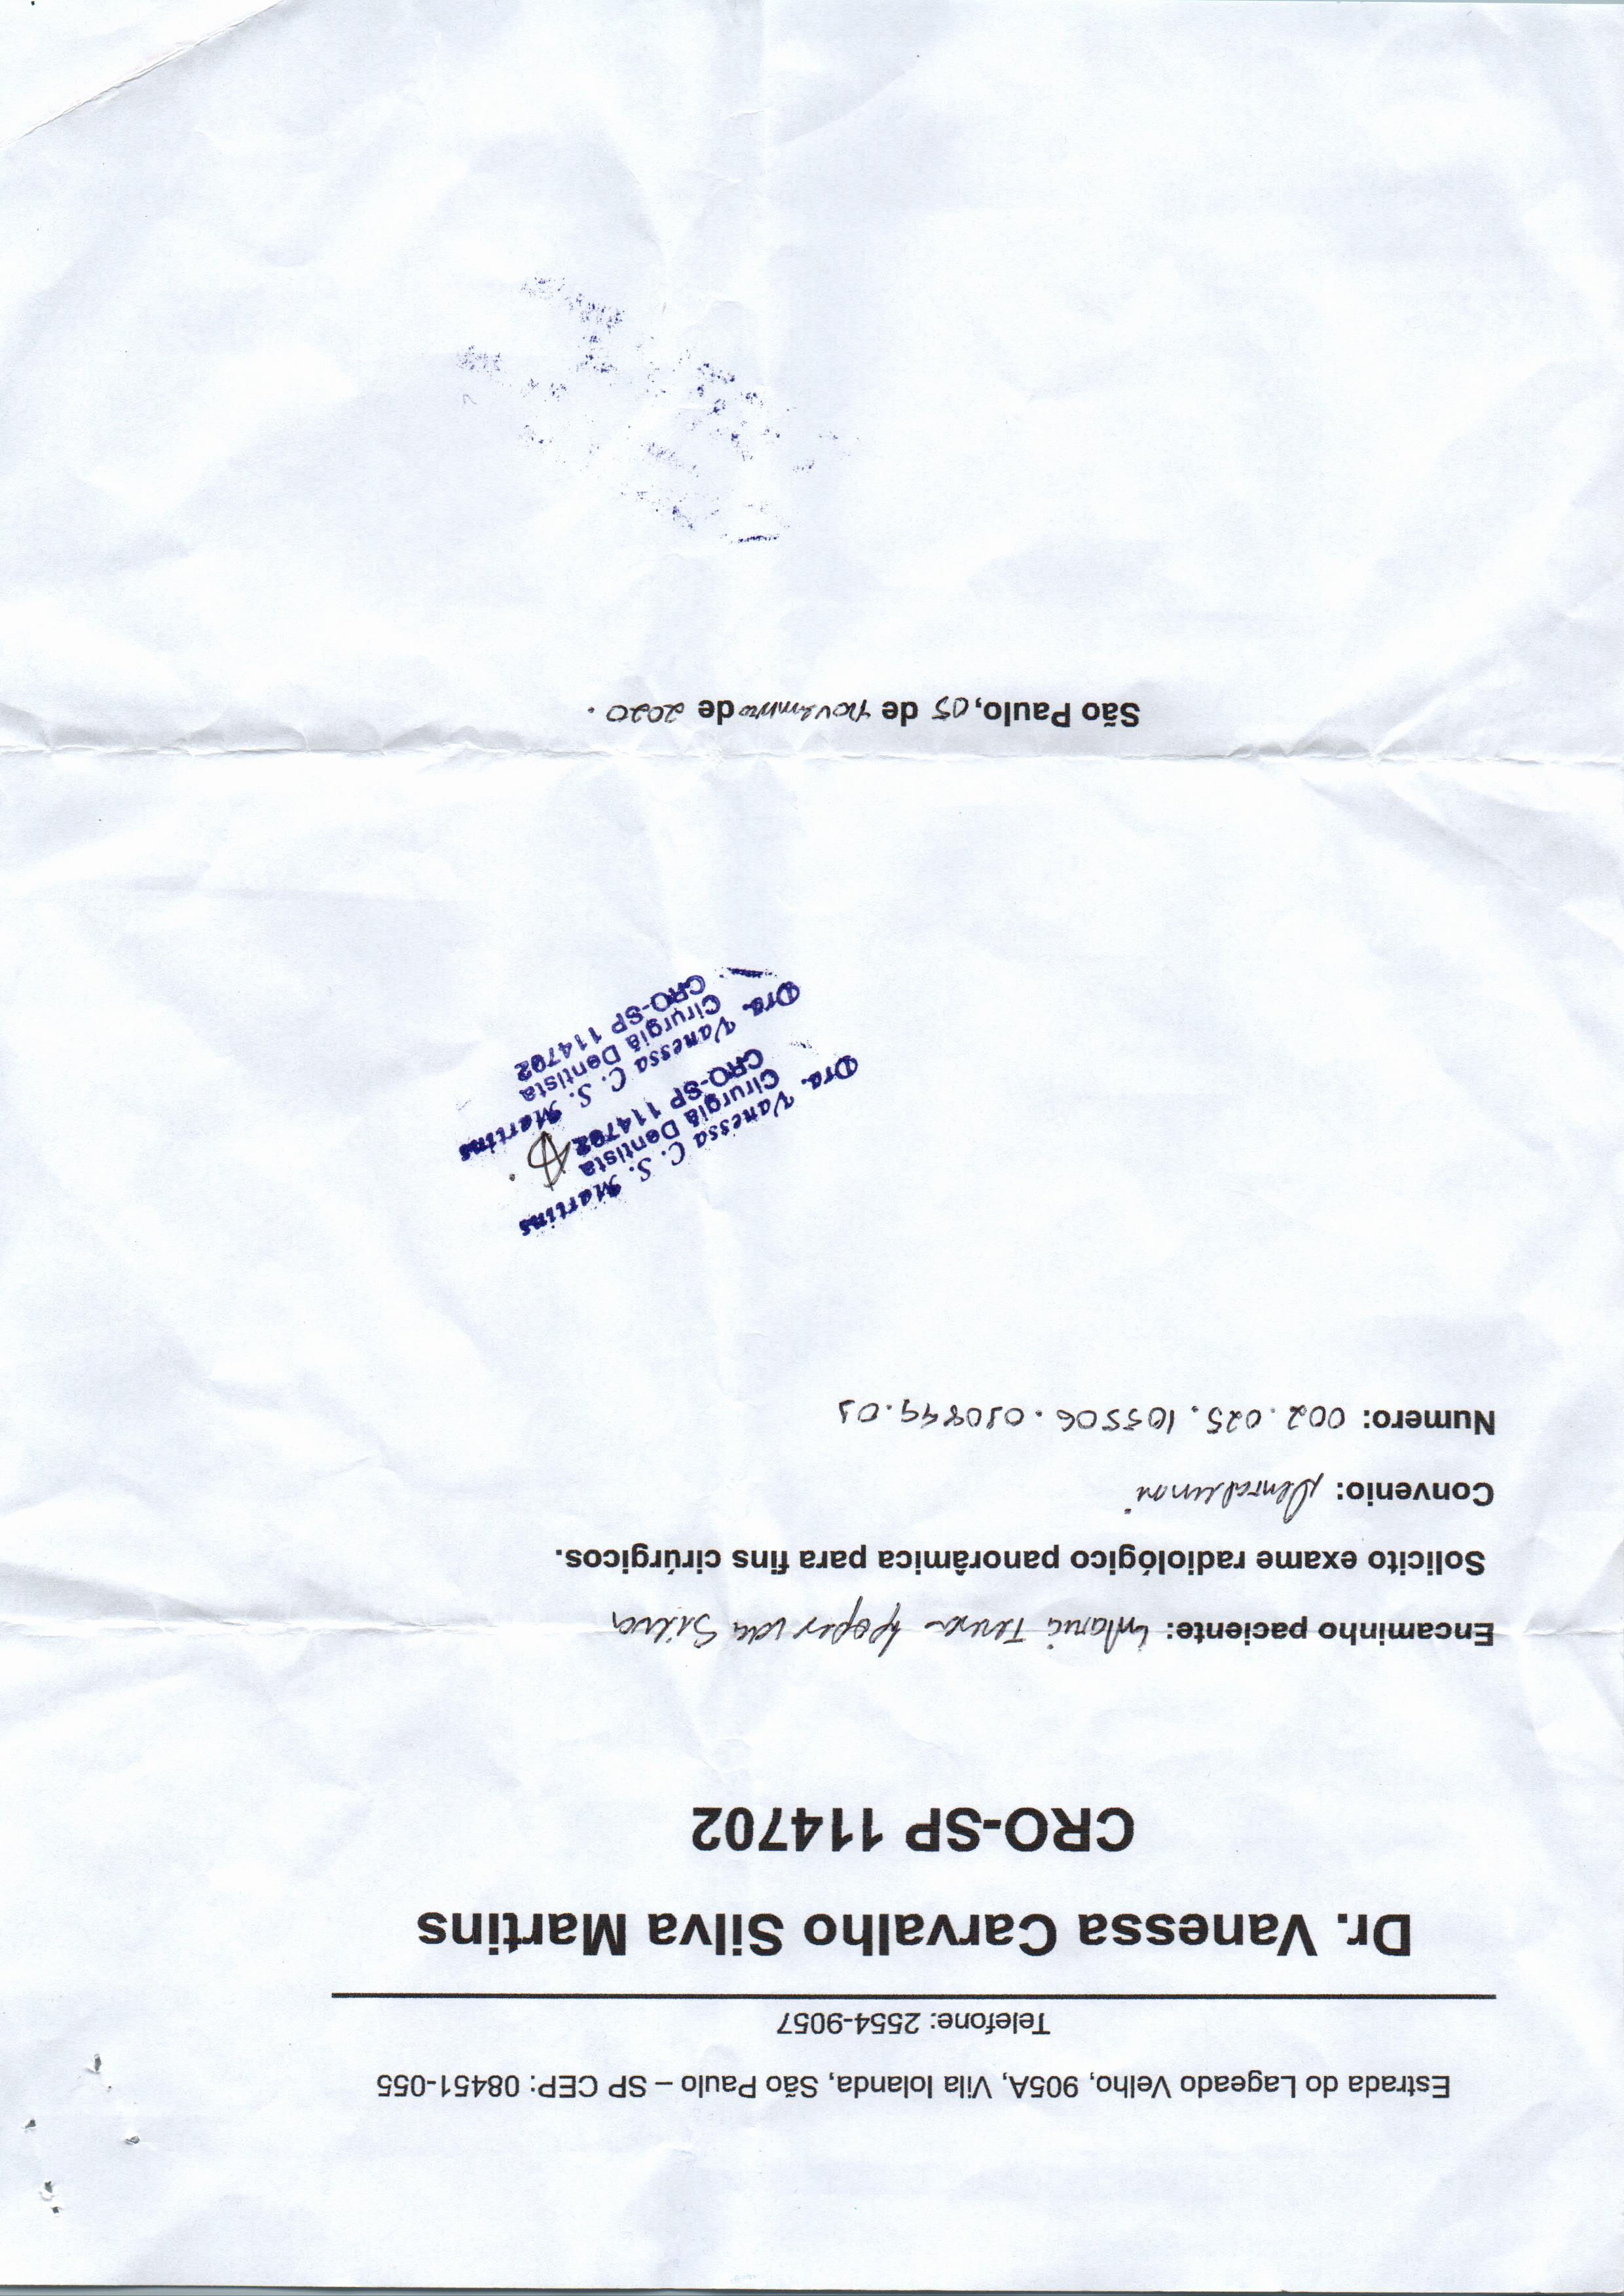 Estrada do Lageado Velho, 905A, Vila Iolanda, São Paulo – SP CEP: 08451-055
Telefone: 2554-9057
Dr. Vanessa Carvalho Silva Martins
CRO-SP 114702
Encaminho paciente: Maria Silva
Solicito exame radiológico panorâmica para fins cirúrgicos.
Convenio:
Numero: 002.025.105506.
Dra. Vanessa C. S. Martins
Cirurgiã Dentista
CRO-SP 114702
Dra. Vanessa C. S. Martins
Cirurgiã Dentista
CRO-SP 114702
São Paulo, 05 de novembro de 2020.